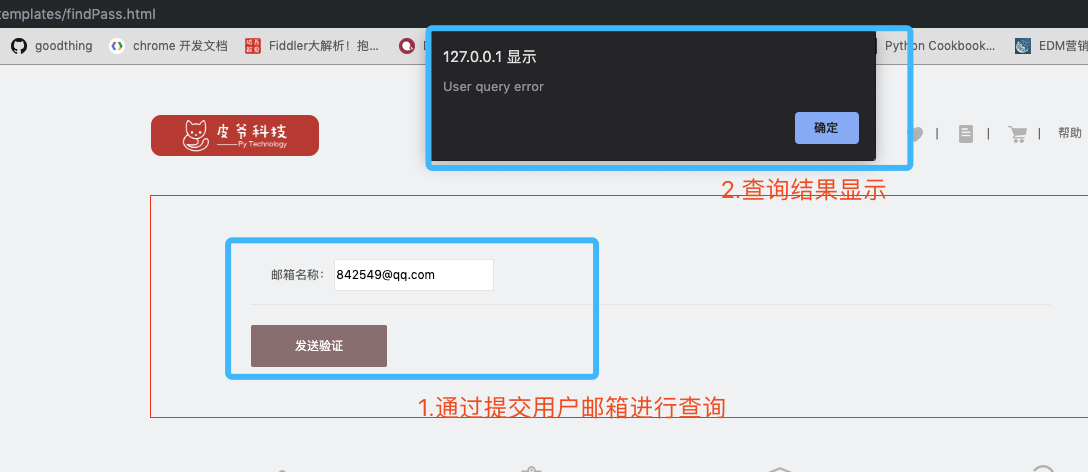 templates/findPass.html
goodthing
chrome 开发文档
Fiddler大解析！抱...
Python Cookbook...
EDM营销
127.0.0.1 显示
User query error
确定
皮爷科技
Py Technology
帮助
2.查询结果显示
邮箱名称：
842549@qq.com
发送验证
1.通过提交用户邮箱进行查询